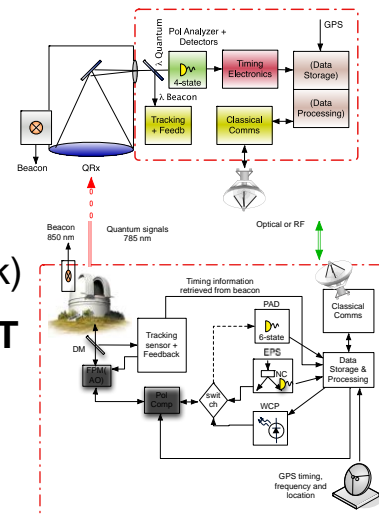 GPS
Pol Analyzer +
Detectors
λ Quantum
4-state
Timing
Electronics
(Data
Storage)
(Data
Processing)
λ Beacon
Tracking
+ Feedb
Classical
Comms
Beacon
QRx
Beacon
850 nm
Quantum signals
785 nm
Optical or RF
k)
T
Timing information
retrieved from beacon
Classical
Comms
PAD
6-state
DM
Tracking
sensor +
Feedback
FPM(
AO)
Pol
Comp
swit
ch
EPS
NC
WCP
Data
Storage &
Processing
GPS timing,
frequency and
location